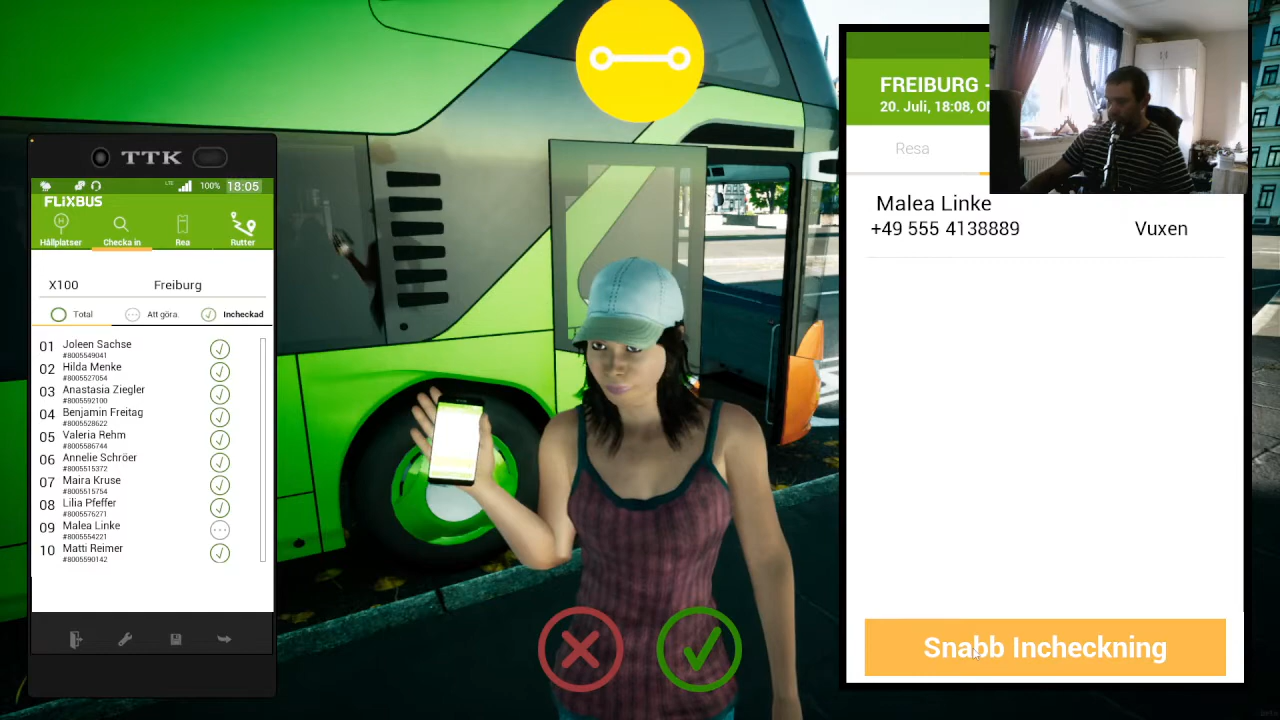 TTK
LTE 100% 18:05
FLiXBUS
Hållplatser Checka in Rea Rutter
X100 Freiburg
Total Att göra. Incheckad
01 Joleen Sachse
#8005549041
02 Hilda Menke
#8005527054
03 Anastasia Ziegler
#8005592100
04 Benjamin Freitag
#8005528622
05 Valeria Rehm
#8005586744
06 Annelie Schröer
#8005515372
07 Maira Kruse
#8005515754
08 Lilia Pfeffer
#8005576271
09 Malea Linke
#8005554221
10 Matti Reimer
#8005590142
FREIBURG -
20. Juli, 18:08,
Resa
Malea Linke
+49 555 4138889 Vuxen
Snabb Incheckning